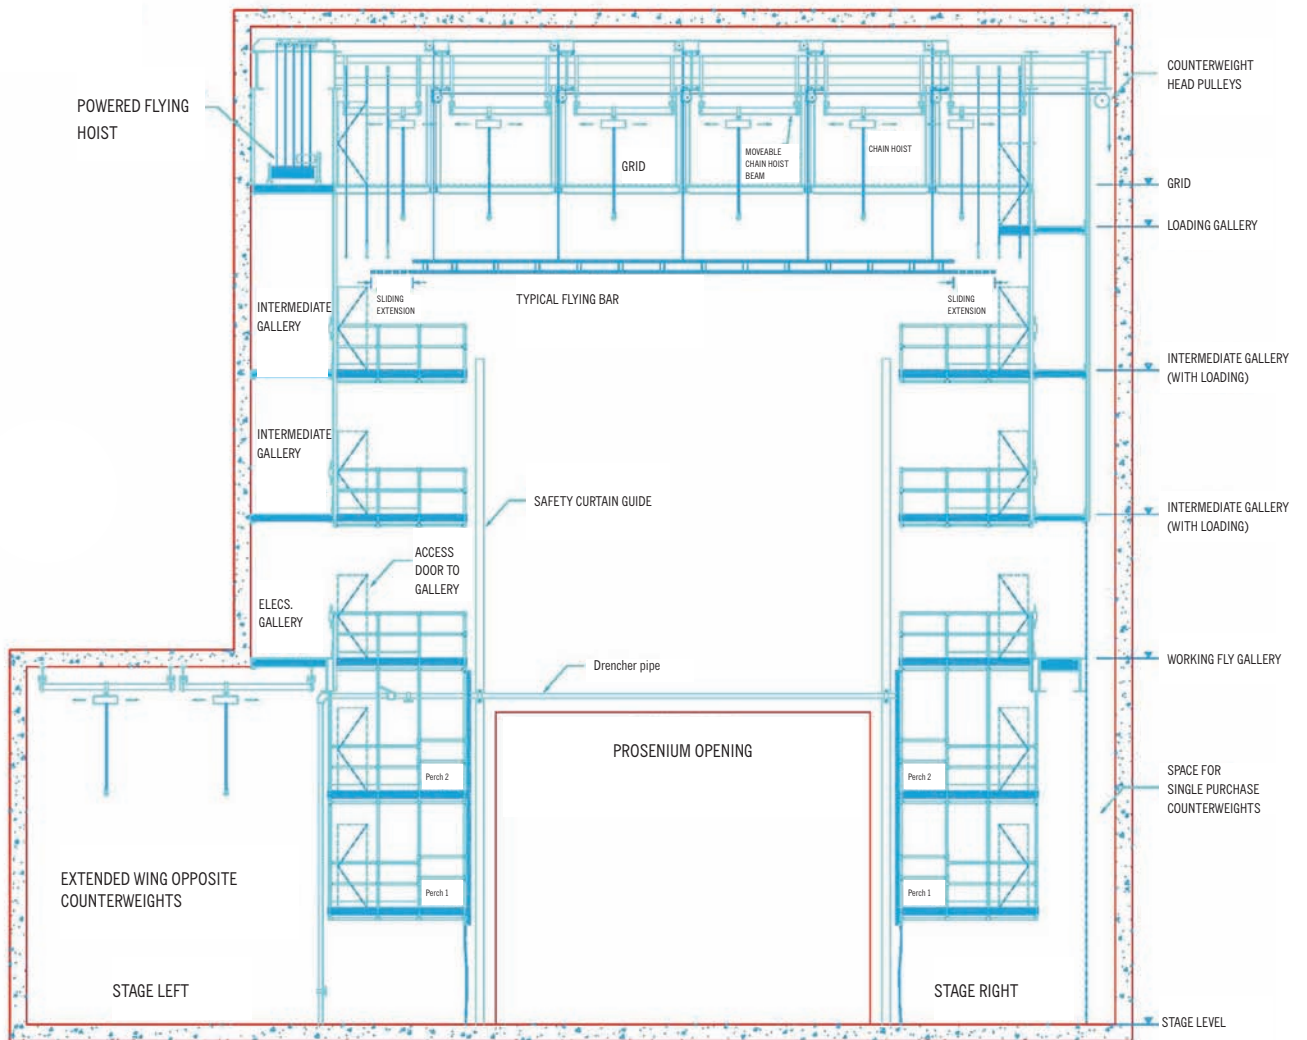 POWERED FLYING
HOIST
COUNTERWEIGHT
HEAD PULLEYS
MOVEABLE
CHAIN HOIST
BEAM
CHAIN HOIST
GRID
GRID
LOADING GALLERY
SLIDING
EXTENSION
TYPICAL FLYING BAR
SLIDING
EXTENSION
INTERMEDIATE
GALLERY
INTERMEDIATE GALLERY
(WITH LOADING)
INTERMEDIATE
GALLERY
SAFETY CURTAIN GUIDE
INTERMEDIATE GALLERY
(WITH LOADING)
ACCESS
DOOR TO
GALLERY
ELECS.
GALLERY
Drencher pipe
WORKING FLY GALLERY
PROSENIUM OPENING
Perch 2
Perch 2
SPACE FOR
SINGLE PURCHASE
COUNTERWEIGHTS
EXTENDED WING OPPOSITE
COUNTERWEIGHTS
Perch 1
Perch 1
STAGE LEFT
STAGE RIGHT
STAGE LEVEL